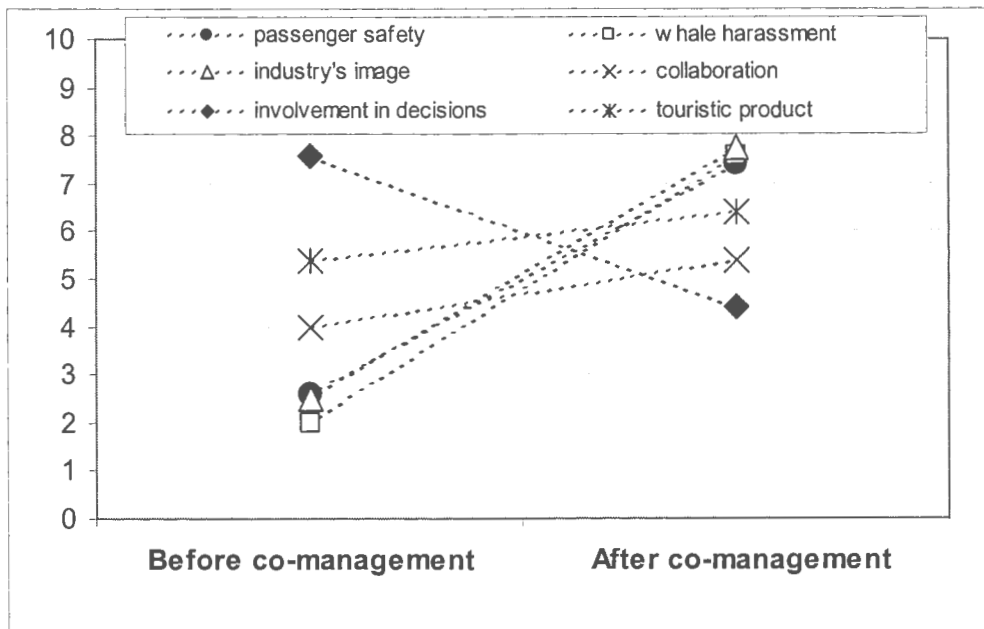 10
passenger safety whale harassment
9
industry's image collaboration
involvement in decisions touristic product
8
7
6
5
4
3
2
1
0
Before co-management After co-management